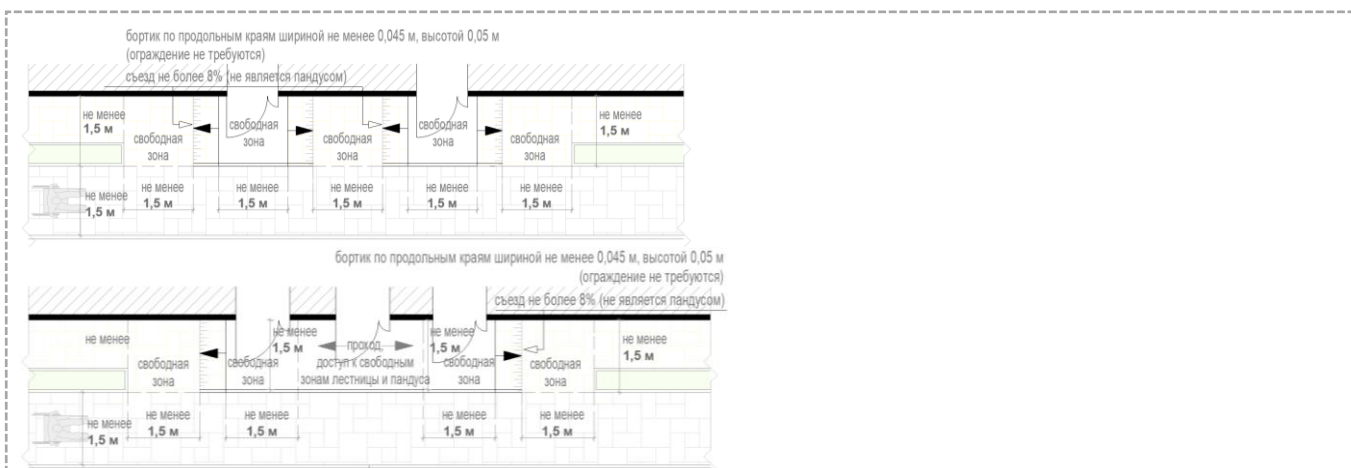 бортик по продольным краям шириной не менее 0,045 м, высотой 0,05 м
(ограждение не требуются)
съезд не более 8% (не является пандусом)
не менее
1,5 м
свободная
зона
свободная
зона
свободная
зона
свободная
зона
свободная
зона
не менее
1,5 м
не менее
1,5 м
не менее
1,5 м
не менее
1,5 м
не менее
1,5 м
не менее
1,5 м
не менее
1,5 м
бортик по продольным краям шириной не менее 0,045 м, высотой 0,05 м
(ограждение не требуются)
съезд не более 8% (не является пандусом)
не менее
свободная
зона
свободная
зона
не менее
1,5 м
проход,
доступ к свободным
зонам лестницы и пандуса
не менее
1,5 м
свободная
зона
свободная
зона
не менее
1,5 м
не менее
1,5 м
не менее
1,5 м
не менее
1,5 м
не менее
1,5 м
не менее
1,5 м